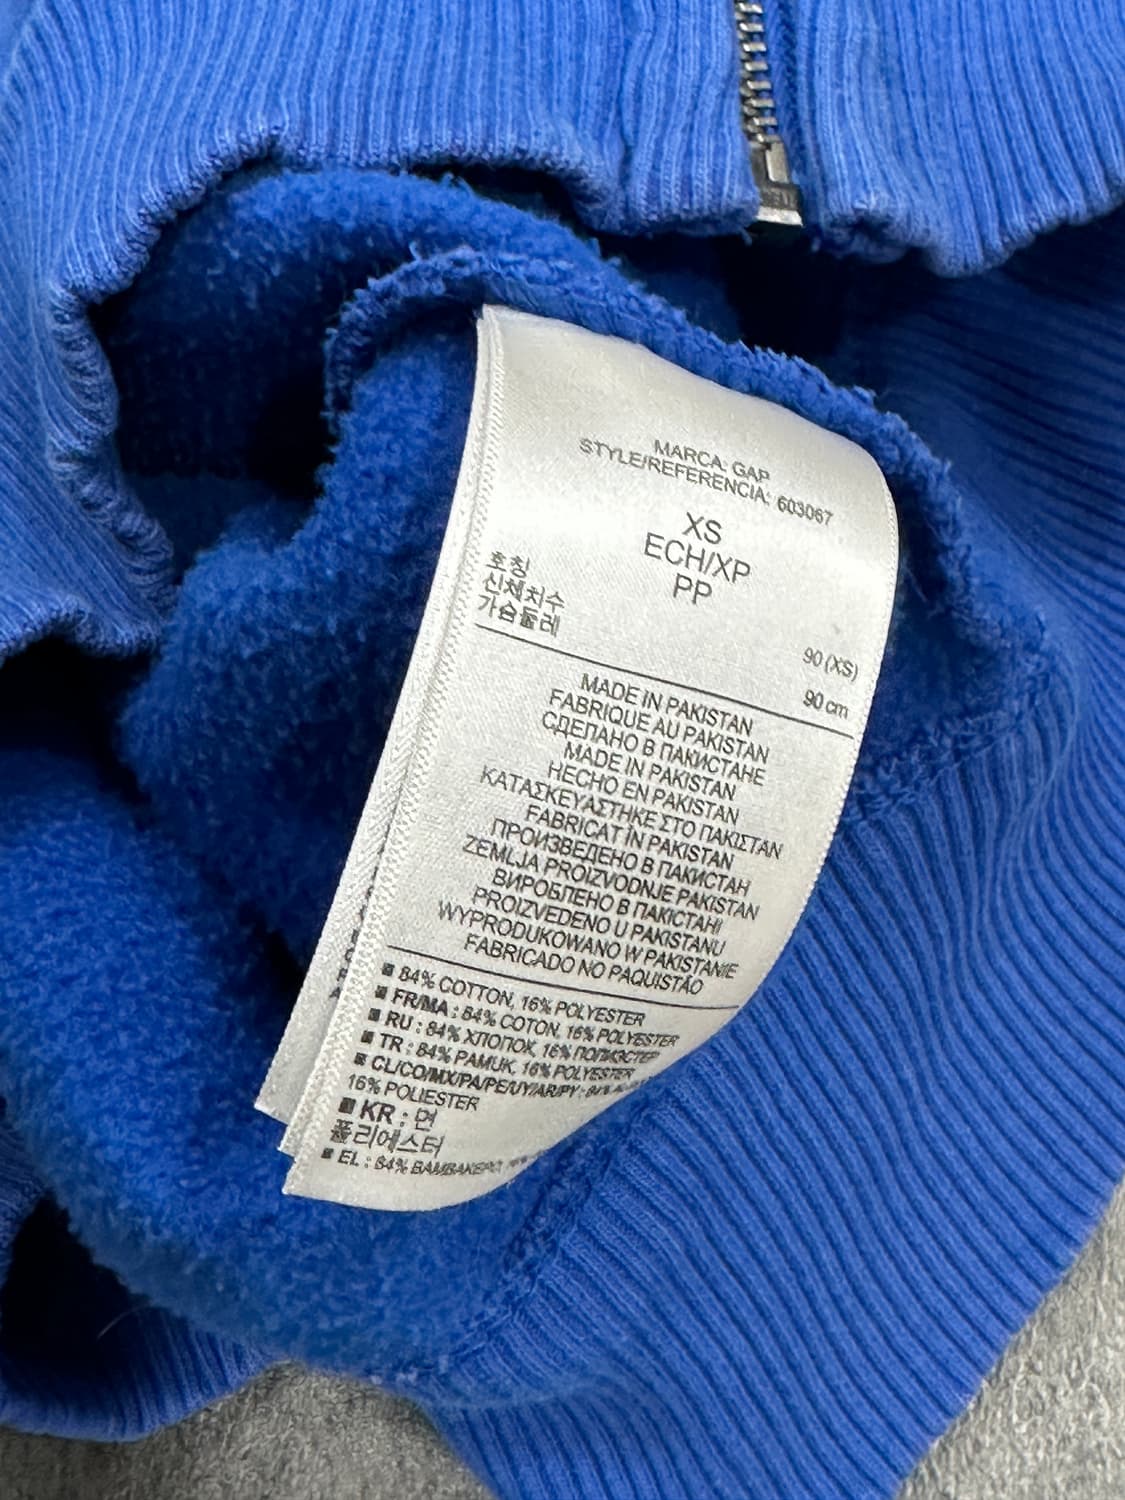 MARCA: GAP
STYLE/REFERENCIA: 603067
XS
ECH/XP
PP
호칭
신체치수 90 (XS)
가슴둘레 90 cm
MADE IN PAKISTAN
FABRIQUE AU PAKISTAN
СДЕЛАНО В ПАКИСТАНЕ
MADE IN PAKISTAN
HECHO EN PAKISTAN
ΚΑΤΑΣΚΕΥΑΣΤΗΚΕ ΣΤΟ ΠΑΚΙΣΤΑΝ
FABRICAT ÎN PAKISTAN
ПРОИЗВЕДЕНО В ПАКИСТАН
ZEMLJA PROIZVODNJE PAKISTAN
ВИРОБЛЕНО В ПАКІСТАНІ
PROIZVEDENO U PAKISTANU
WYPRODUKOWANO W PAKISTANIE
FABRICADO NO PAQUISTÃO
■ 84% COTTON, 16% POLYESTER
■ FR/MA : 84% COTON, 16% POLYESTER
■ RU : 84% ХЛОПОК, 16% ПОЛИЭСТЕР
■ TR : 84% PAMUK, 16% POLYESTER
■ CL/CO/MX/PA/PE/UY/AR/PY : 84%
16% POLIESTER
■ KR : 면
폴리에스터
■ EL : 84% ΒΑΜΒΑΚΕΡΟ,